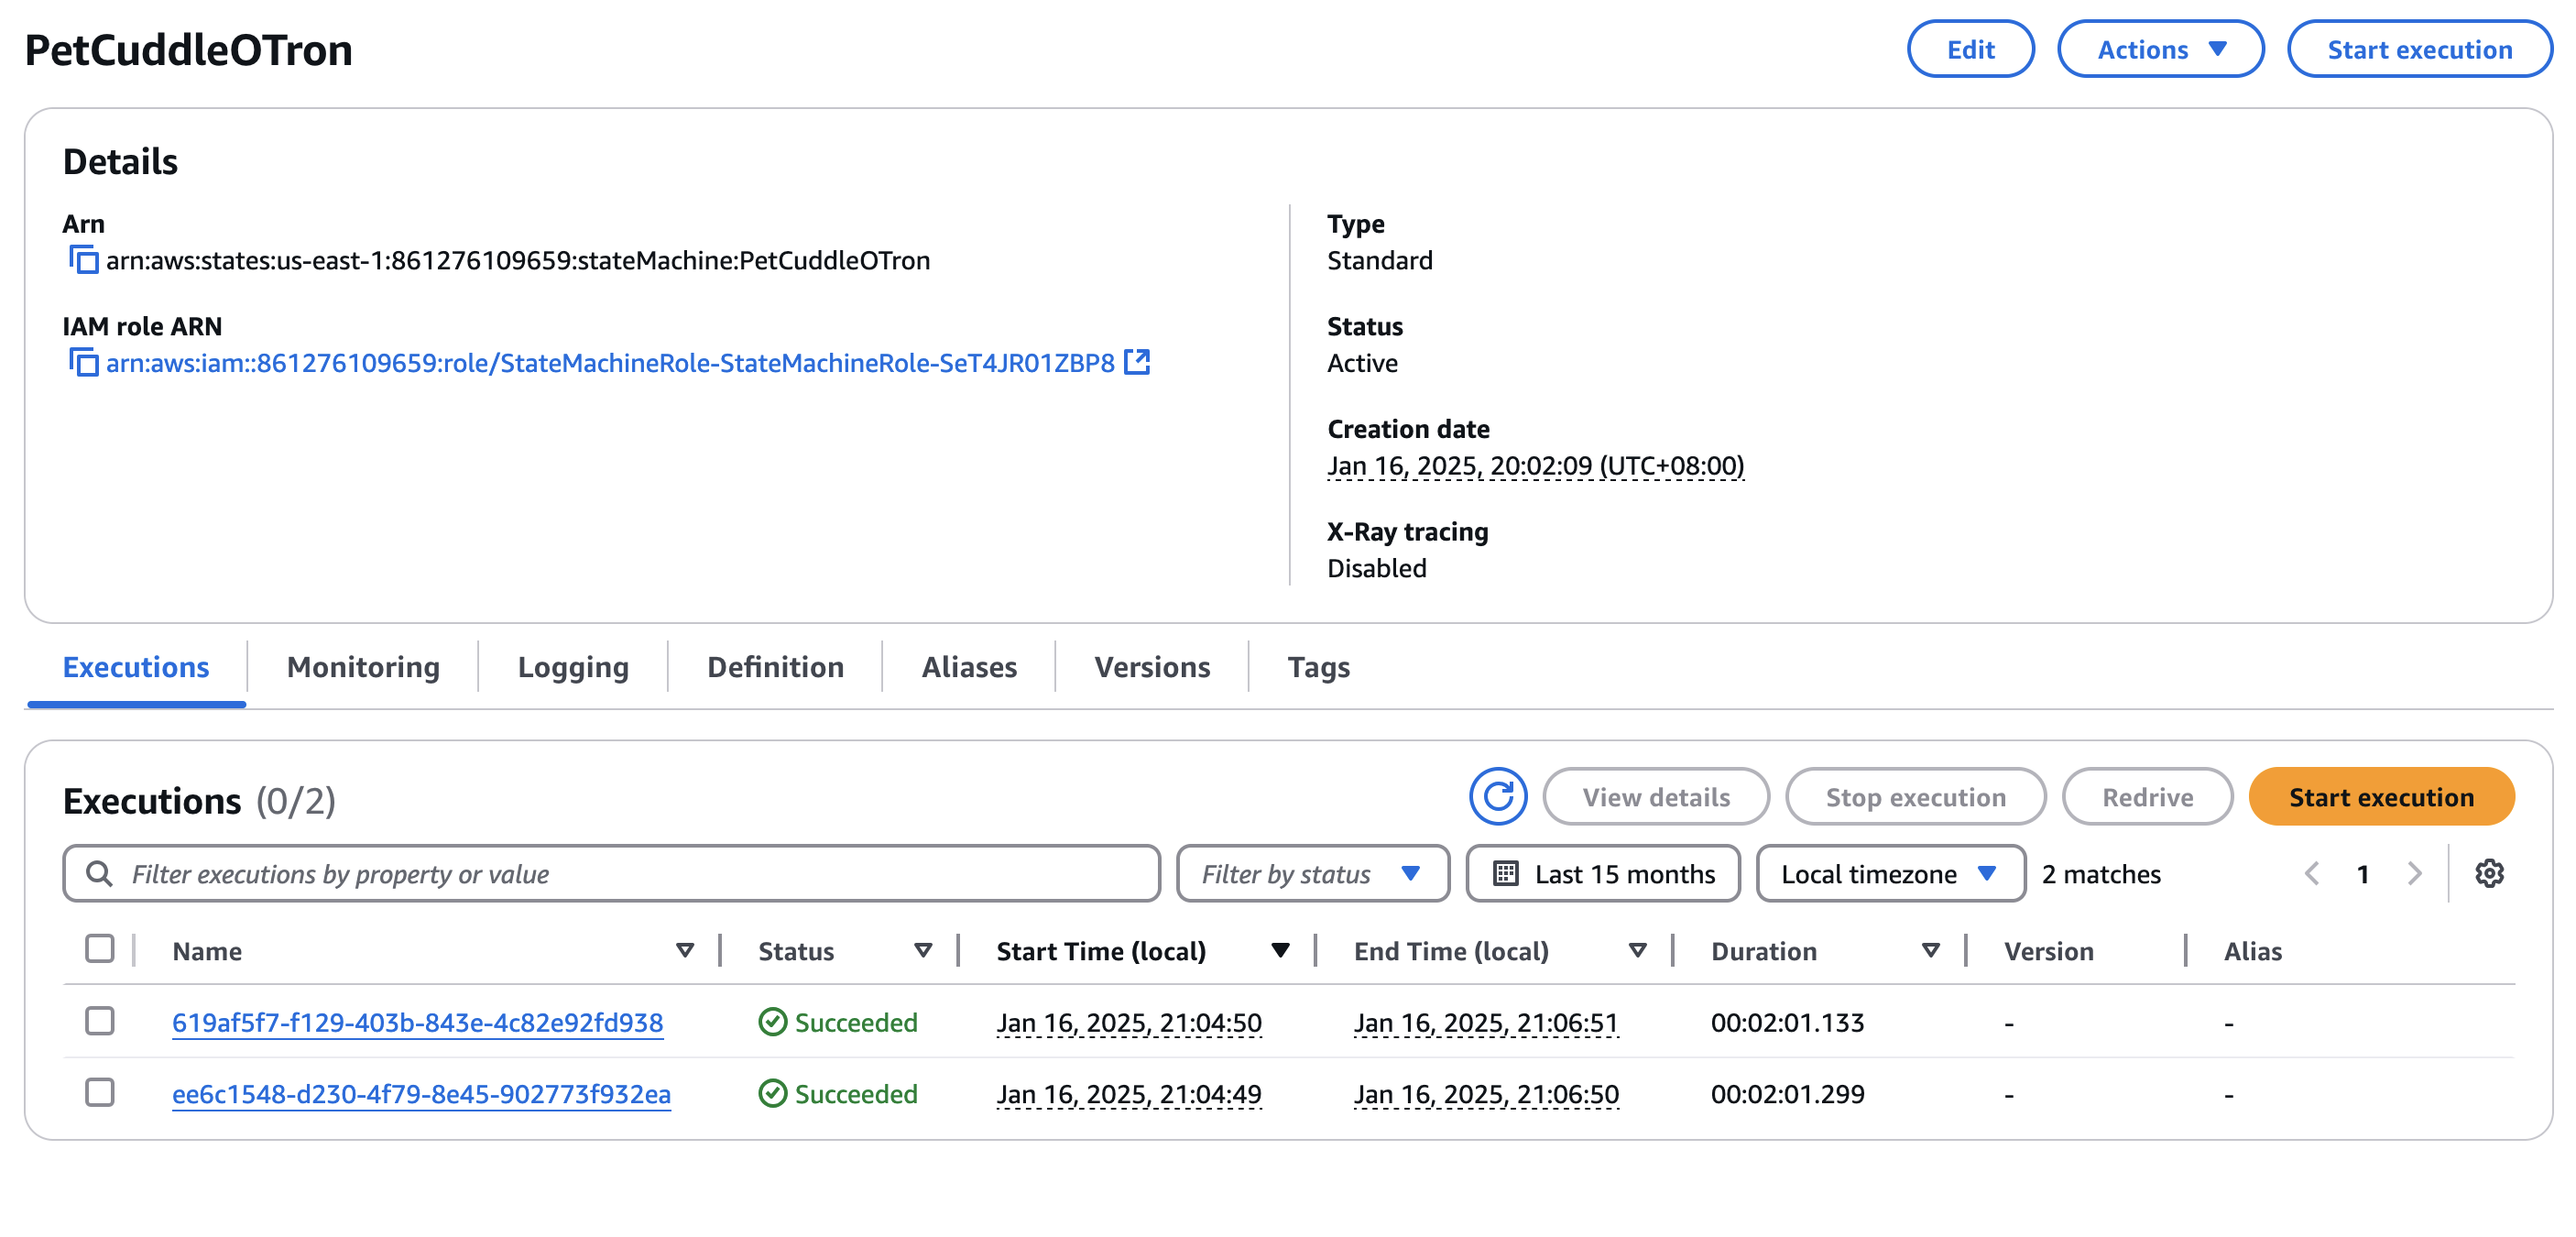 PetCuddleOTron
Edit
Actions
Start execution
Details
Arn
arn:aws:states:us-east-1:861276109659:stateMachine:PetCuddleOTron
IAM role ARN
arn:aws:iam::861276109659:role/StateMachineRole-StateMachineRole-SeT4JR01ZBP8
Type
Standard
Status
Active
Creation date
Jan 16, 2025, 20:02:09 (UTC+08:00)
X-Ray tracing
Disabled
Executions Monitoring Logging Definition Aliases Versions Tags
Executions (0/2)
View details
Stop execution
Redrive
Start execution
Filter executions by property or value
Filter by status
Last 15 months
Local timezone
2 matches
1
Name Status Start Time (local) End Time (local) Duration Version Alias
619af5f7-f129-403b-843e-4c82e92fd938 Succeeded Jan 16, 2025, 21:04:50 Jan 16, 2025, 21:06:51 00:02:01.133 - -
ee6c1548-d230-4f79-8e45-902773f932ea Succeeded Jan 16, 2025, 21:04:49 Jan 16, 2025, 21:06:50 00:02:01.299 - -